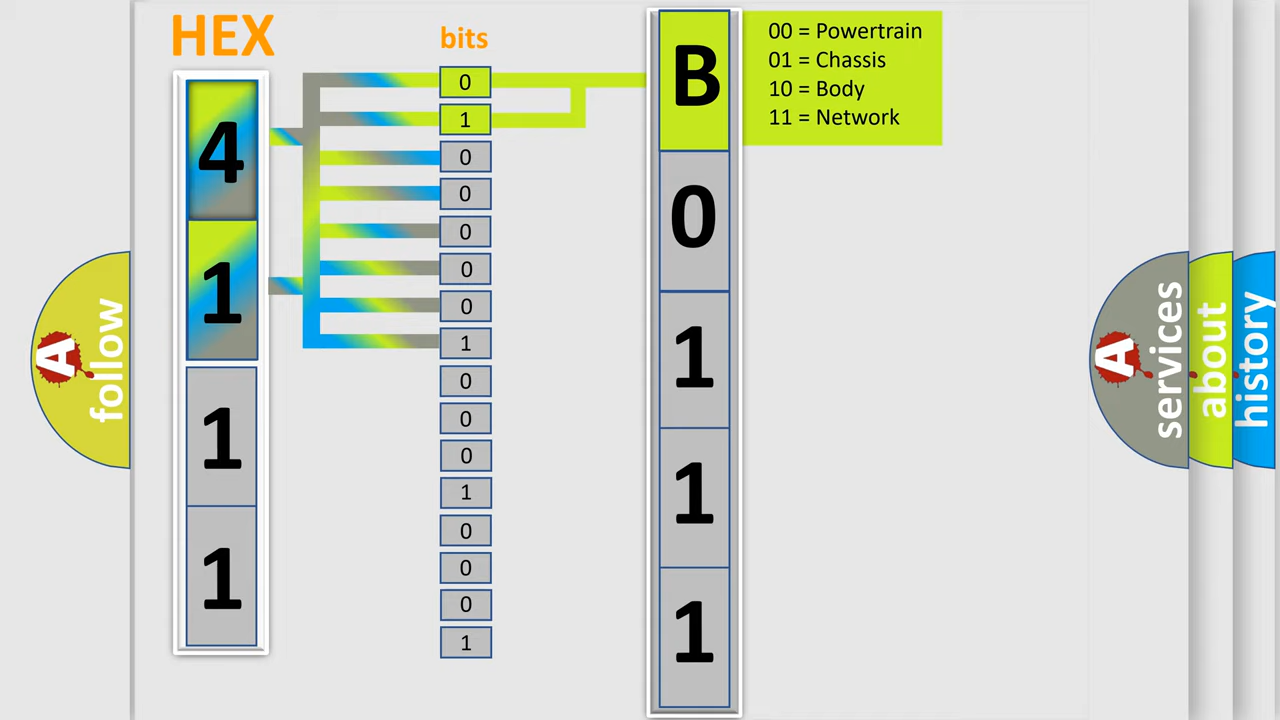 HEX
bits
4
1
1
1
0
1
0
0
0
0
0
1
0
0
0
1
0
0
0
1
B
0
1
1
1
00 = Powertrain
01 = Chassis
10 = Body
11 = Network
A
follow
A
services
about
history